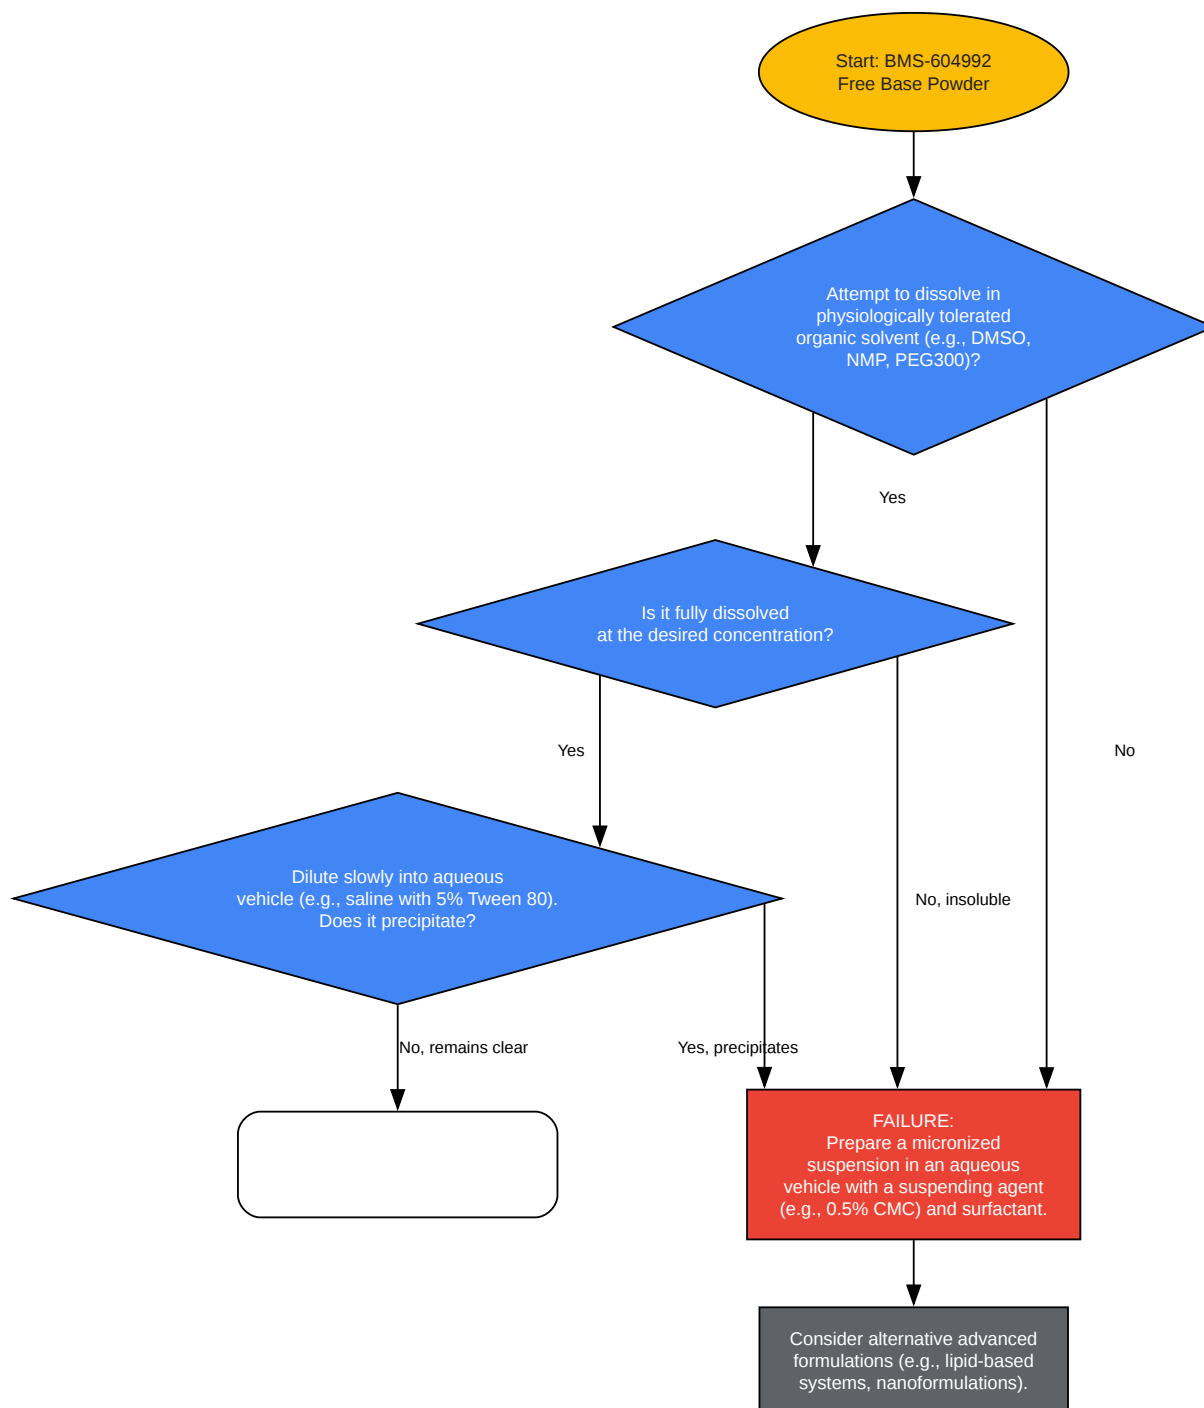 Start: BMS-604992
Free Base Powder
Attempt to dissolve in
physiologically tolerated
organic solvent (e.g., DMSO,
NMP, PEG300)?
Yes
Is it fully dissolved
at the desired concentration?
Yes
No
Dilute slowly into aqueous
vehicle (e.g., saline with 5% Tween 80).
Does it precipitate?
No, insoluble
No, remains clear
Yes, precipitates
FAILURE:
Prepare a micronized
suspension in an aqueous
vehicle with a suspending agent
(e.g., 0.5% CMC) and surfactant.
Consider alternative advanced
formulations (e.g., lipid-based
systems, nanoformulations).